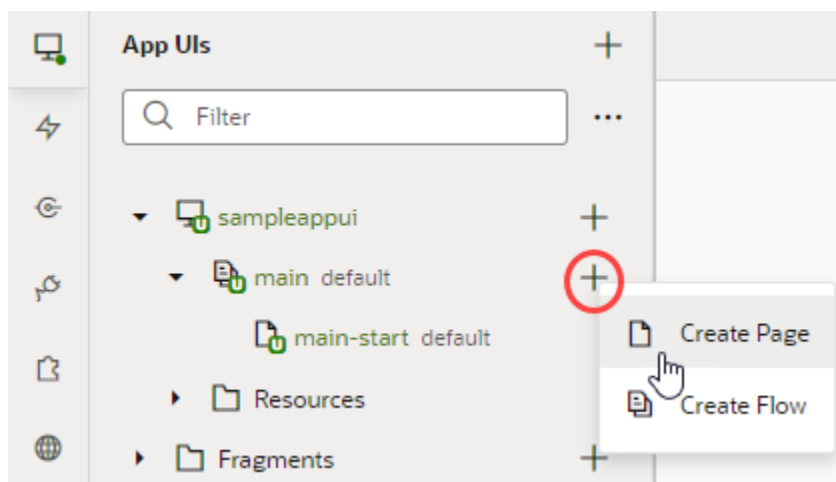 App UIs
Filter
sampleappui
main default
main-start default
Create Page
Resources
Create Flow
Fragments